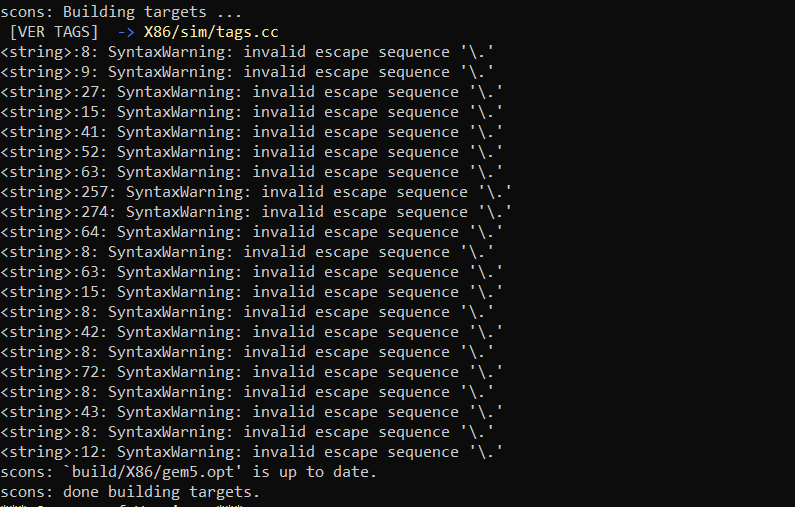 scons: Building targets ...
[VER TAGS]  -> X86/sim/tags.cc
<string>:8: SyntaxWarning: invalid escape sequence '\.'
<string>:9: SyntaxWarning: invalid escape sequence '\.'
<string>:27: SyntaxWarning: invalid escape sequence '\.'
<string>:15: SyntaxWarning: invalid escape sequence '\.'
<string>:41: SyntaxWarning: invalid escape sequence '\.'
<string>:52: SyntaxWarning: invalid escape sequence '\.'
<string>:63: SyntaxWarning: invalid escape sequence '\.'
<string>:257: SyntaxWarning: invalid escape sequence '\.'
<string>:274: SyntaxWarning: invalid escape sequence '\.'
<string>:64: SyntaxWarning: invalid escape sequence '\.'
<string>:8: SyntaxWarning: invalid escape sequence '\.'
<string>:63: SyntaxWarning: invalid escape sequence '\.'
<string>:15: SyntaxWarning: invalid escape sequence '\.'
<string>:8: SyntaxWarning: invalid escape sequence '\.'
<string>:42: SyntaxWarning: invalid escape sequence '\.'
<string>:8: SyntaxWarning: invalid escape sequence '\.'
<string>:72: SyntaxWarning: invalid escape sequence '\.'
<string>:8: SyntaxWarning: invalid escape sequence '\.'
<string>:43: SyntaxWarning: invalid escape sequence '\.'
<string>:8: SyntaxWarning: invalid escape sequence '\.'
<string>:12: SyntaxWarning: invalid escape sequence '\.'
scons: `build/X86/gem5.opt' is up to date.
scons: done building targets.